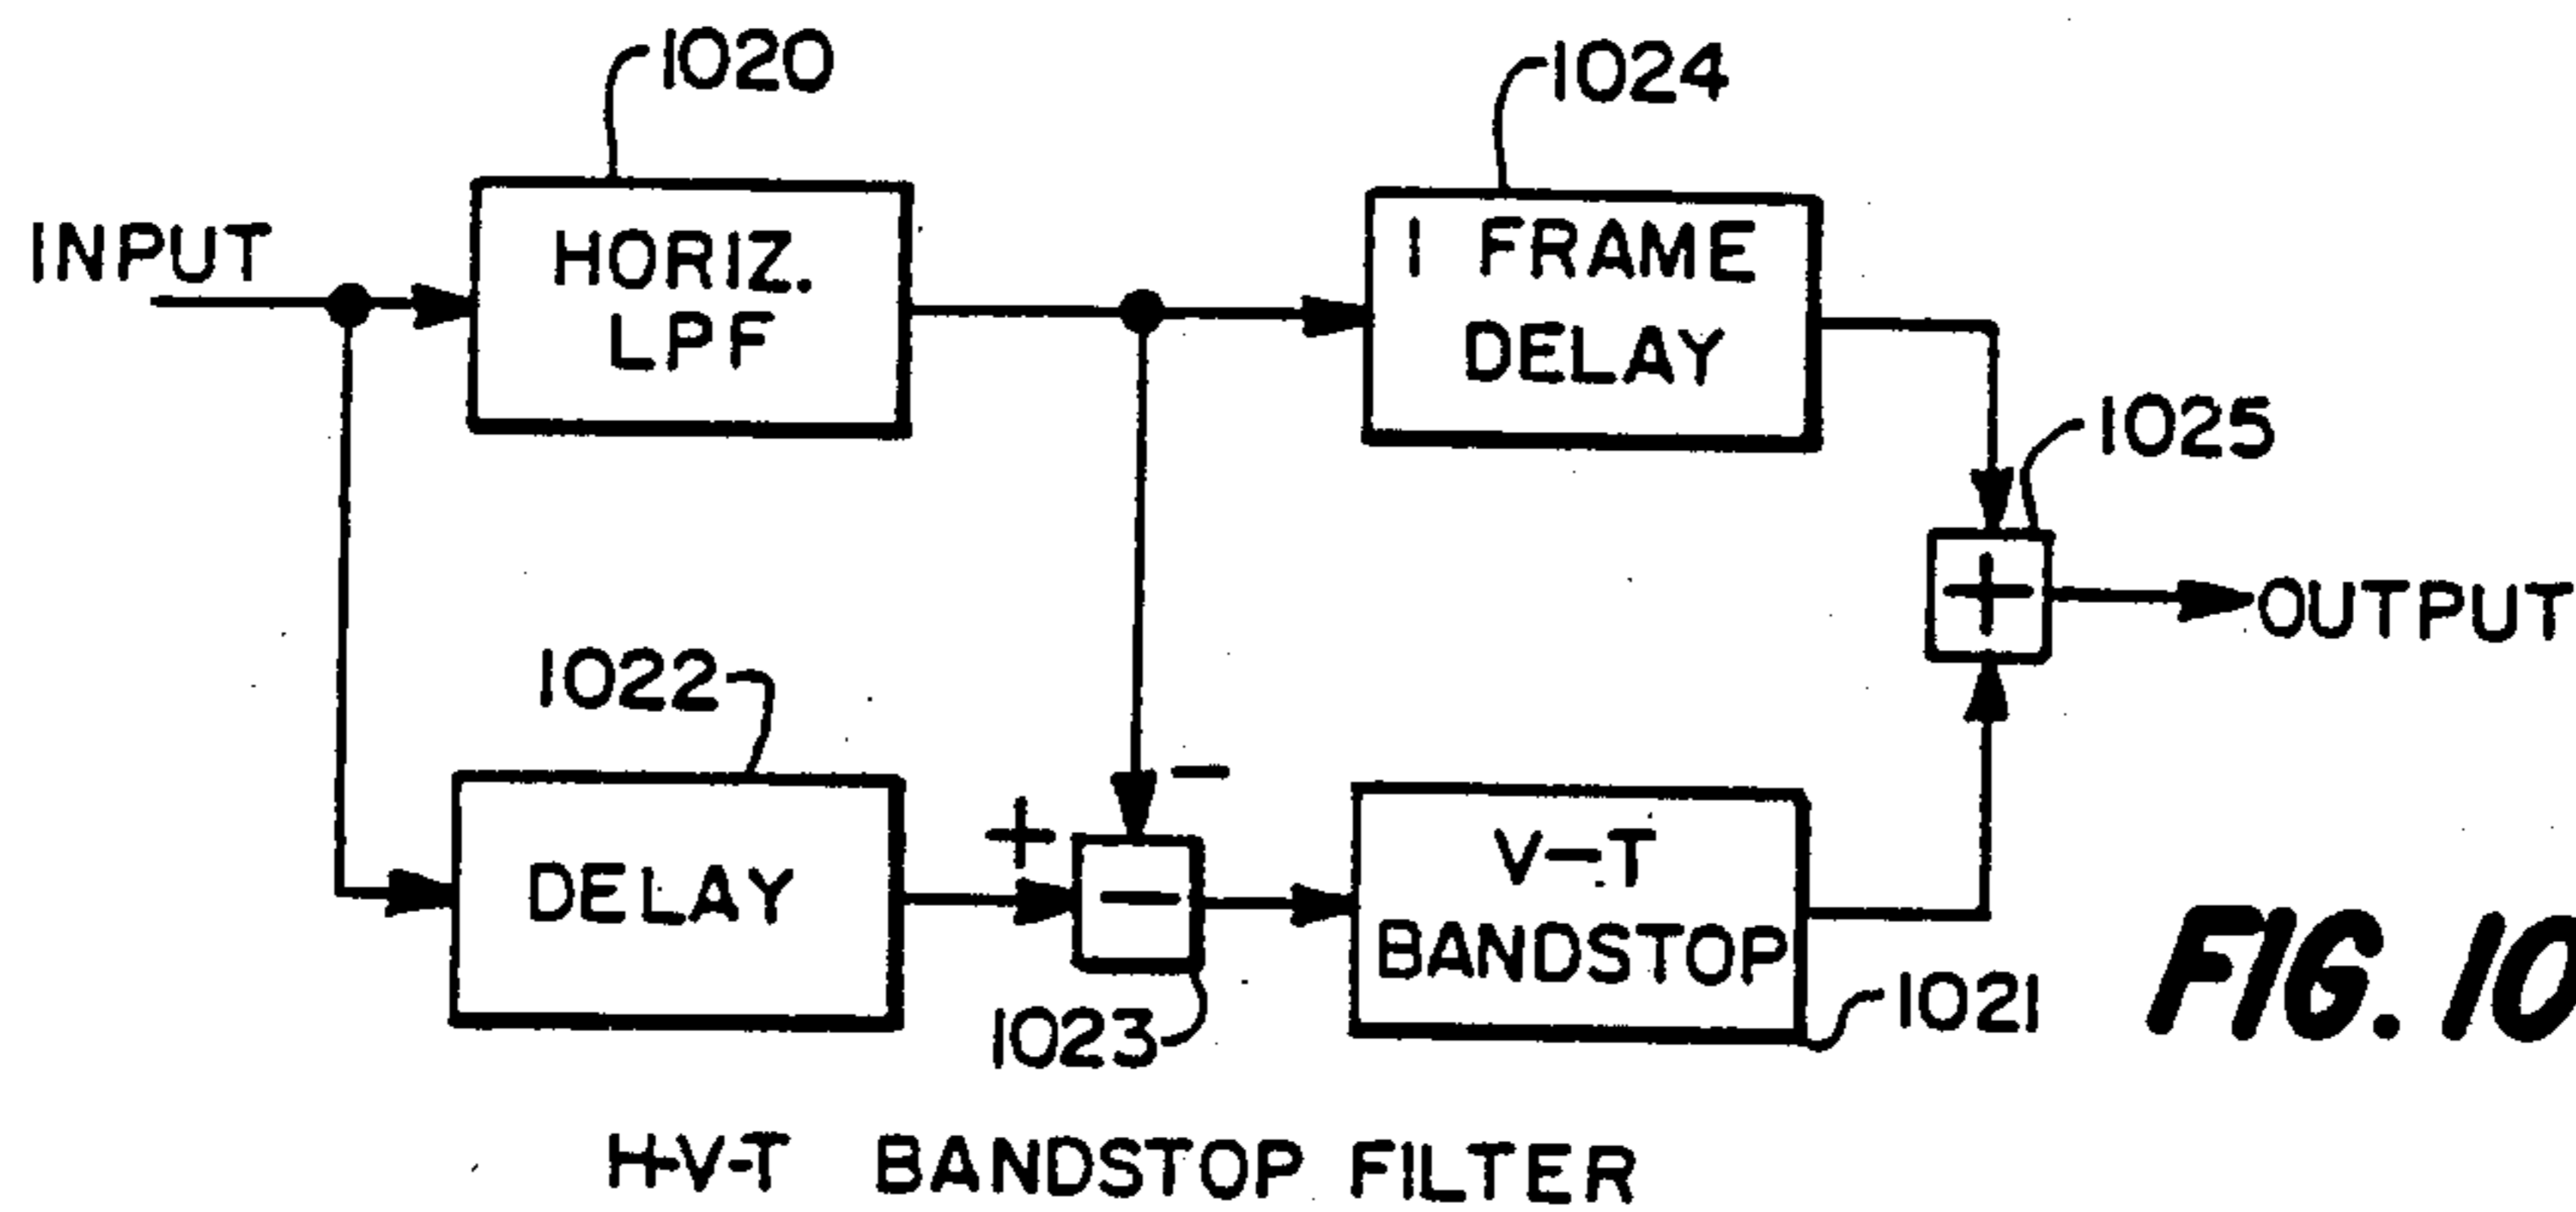 1020
1024
INPUT
HORIZ.
LPF
1 FRAME
DELAY
1025
+
OUTPUT
1022
-
+
DELAY
-
V-T
BANDSTOP
1023
1021
FIG. 10
H-V-T BANDSTOP FILTER